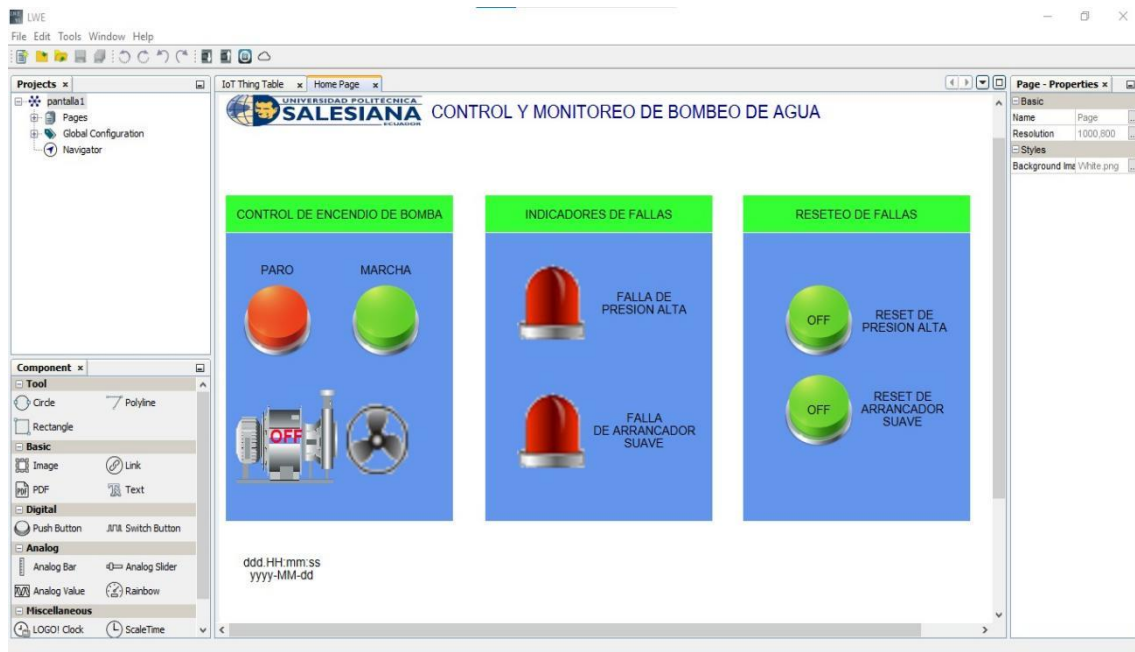 LWE
File Edit Tools Window Help
Projects
pantalla1
Pages
Global Configuration
Navigator
Component
Tool
Circle Polyline
Rectangle
Basic
Image Link
PDF Text
Digital
Push Button Switch Button
Analog
Analog Bar Analog Slider
Analog Value Rainbow
Miscellaneous
LOGO! Clock ScaleTime
IoT Thing Table Home Page
UNIVERSIDAD POLITÉCNICA
SALESIANA
ECUADOR
CONTROL Y MONITOREO DE BOMBEO DE AGUA
CONTROL DE ENCENDIO DE BOMBA
PARO MARCHA
OFF
INDICADORES DE FALLAS
FALLA DE
PRESION ALTA
FALLA
DE ARRANCADOR
SUAVE
RESETEO DE FALLAS
OFF
RESET DE
PRESION ALTA
OFF
RESET DE
ARRANCADOR
SUAVE
ddd.HH:mm:ss
yyyy-MM-dd
Page - Properties
Basic
Name Page
Resolution 1000,800
Styles
Background Ima White.png